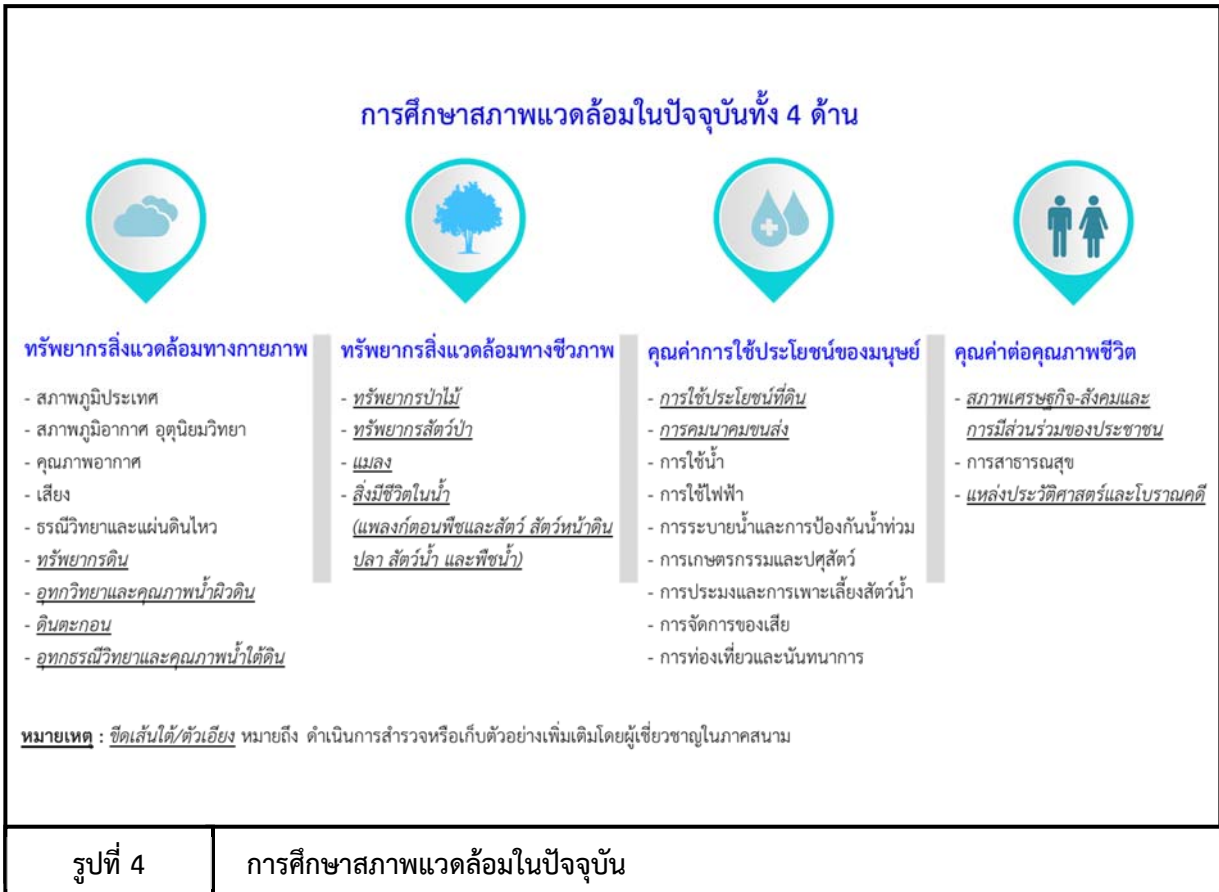 การศึกษาสภาพแวดล้อมในปัจจุบันทั้ง 4 ด้าน
ทรัพยากรสิ่งแวดล้อมทางกายภาพ
- สภาพภูมิประเทศ
- สภาพภูมิอากาศ อุตุนิยมวิทยา
- คุณภาพอากาศ
- เสียง
- ธรณีวิทยาและแผ่นดินไหว
- ทรัพยากรดิน
- อุทกวิทยาและคุณภาพน้ำผิวดิน
- ดินตะกอน
- อุทกธรณีวิทยาและคุณภาพน้ำใต้ดิน
ทรัพยากรสิ่งแวดล้อมทางชีวภาพ
- ทรัพยากรป่าไม้
- ทรัพยากรสัตว์ป่า
- แมลง
- สิ่งมีชีวิตในน้ำ
(แพลงก์ตอนพืชและสัตว์ สัตว์หน้าดิน
ปลา สัตว์น้ำ และพืชน้ำ)
คุณค่าการใช้ประโยชน์ของมนุษย์
- การใช้ประโยชน์ที่ดิน
- การคมนาคมขนส่ง
- การใช้น้ำ
- การใช้ไฟฟ้า
- การระบายน้ำและการป้องกันน้ำท่วม
- การเกษตรกรรมและปศุสัตว์
- การประมงและการเพาะเลี้ยงสัตว์น้ำ
- การจัดการของเสีย
- การท่องเที่ยวและนันทนาการ
คุณค่าต่อคุณภาพชีวิต
- สภาพเศรษฐกิจ-สังคมและ
การมีส่วนร่วมของประชาชน
- การสาธารณสุข
- แหล่งประวัติศาสตร์และโบราณคดี
หมายเหตุ : ขีดเส้นใต้/ตัวเอียง หมายถึง ดำเนินการสำรวจหรือเก็บตัวอย่างเพิ่มเติมโดยผู้เชี่ยวชาญในภาคสนาม
รูปที่ 4 การศึกษาสภาพแวดล้อมในปัจจุบัน